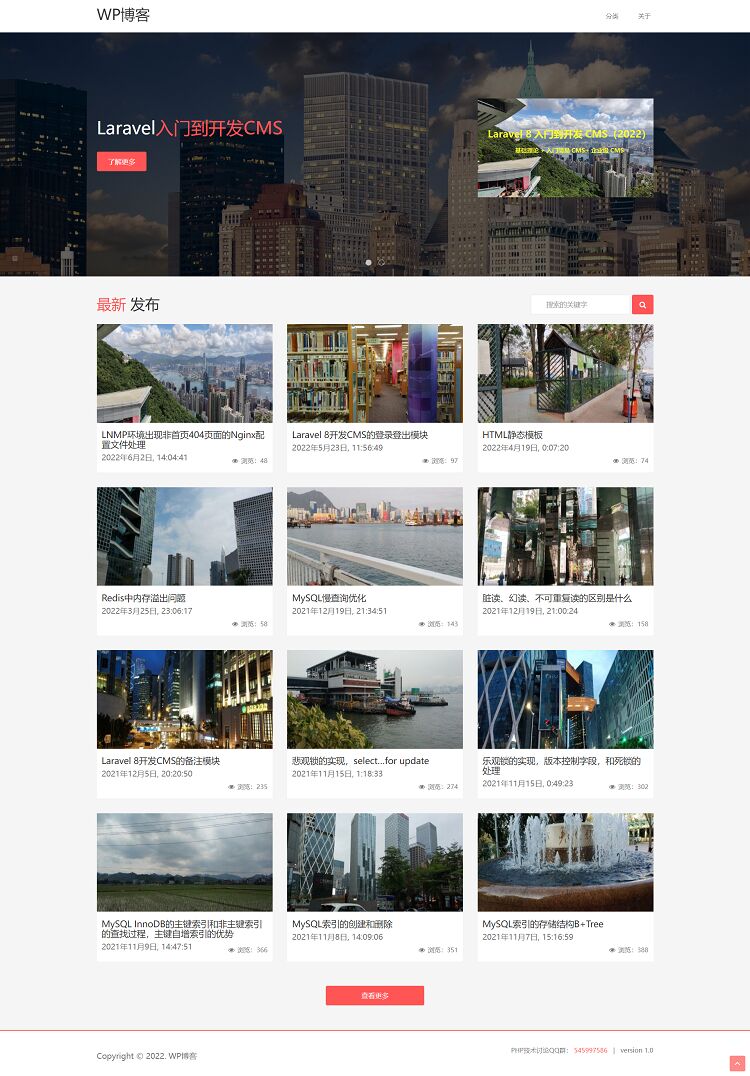 WP博客
分类 关于
Laravel入门到开发CMS
了解更多
Laravel 8 入门到开发 CMS（2022）
基础理论 + 入门简易 CMS + 企业级 CMS
最新 发布
搜索的关键字
LNMP环境出现非首页404页面的Nginx配
置文件处理
2022年6月2日, 14:04:41
浏览：48
Laravel 8开发CMS的登录登出模块
2022年5月23日, 11:56:49
浏览：97
HTML静态模板
2022年4月19日, 0:07:20
浏览：74
Redis中内存溢出问题
2022年3月25日, 23:06:17
浏览：58
MySQL慢查询优化
2021年12月19日, 21:34:51
浏览：143
脏读、幻读、不可重复读的区别是什么
2021年12月19日, 21:00:24
浏览：158
Laravel 8开发CMS的备注模块
2021年12月5日, 20:20:50
浏览：235
悲观锁的实现，select...for update
2021年11月15日, 1:18:33
浏览：274
乐观锁的实现，版本控制字段，和死锁的
处理
2021年11月15日, 0:49:23
浏览：302
MySQL InnoDB的主键索引和非主键索引
的查找过程，主键自增索引的优势
2021年11月9日, 14:47:51
浏览：366
MySQL索引的创建和删除
2021年11月8日, 14:09:06
浏览：351
MySQL索引的存储结构B+Tree
2021年11月7日, 15:16:59
浏览：388
查看更多
Copyright © 2022. WP博客
PHP技术讨论QQ群： 545997586 | version 1.0